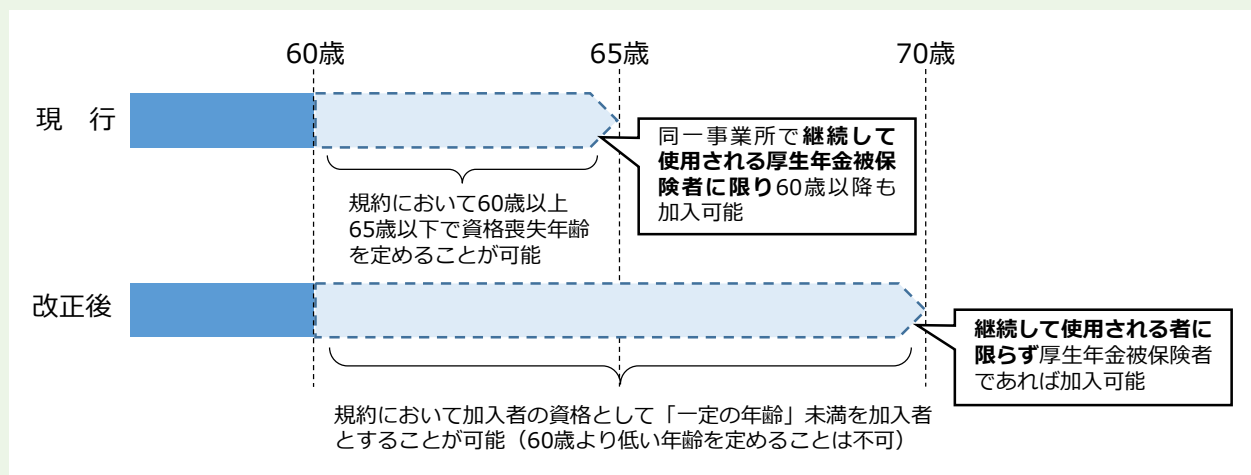 60歳
65歳
70歳
現　行
同一事業所で継続して
使用される厚生年金被保
険者に限り60歳以降も
加入可能
規約において60歳以上
65歳以下で資格喪失年齢
を定めることが可能
改正後
継続して使用される者に
限らず厚生年金被保険者
であれば加入可能
規約において加入者の資格として「一定の年齢」未満を加入者
とすることが可能（60歳より低い年齢を定めることは不可）